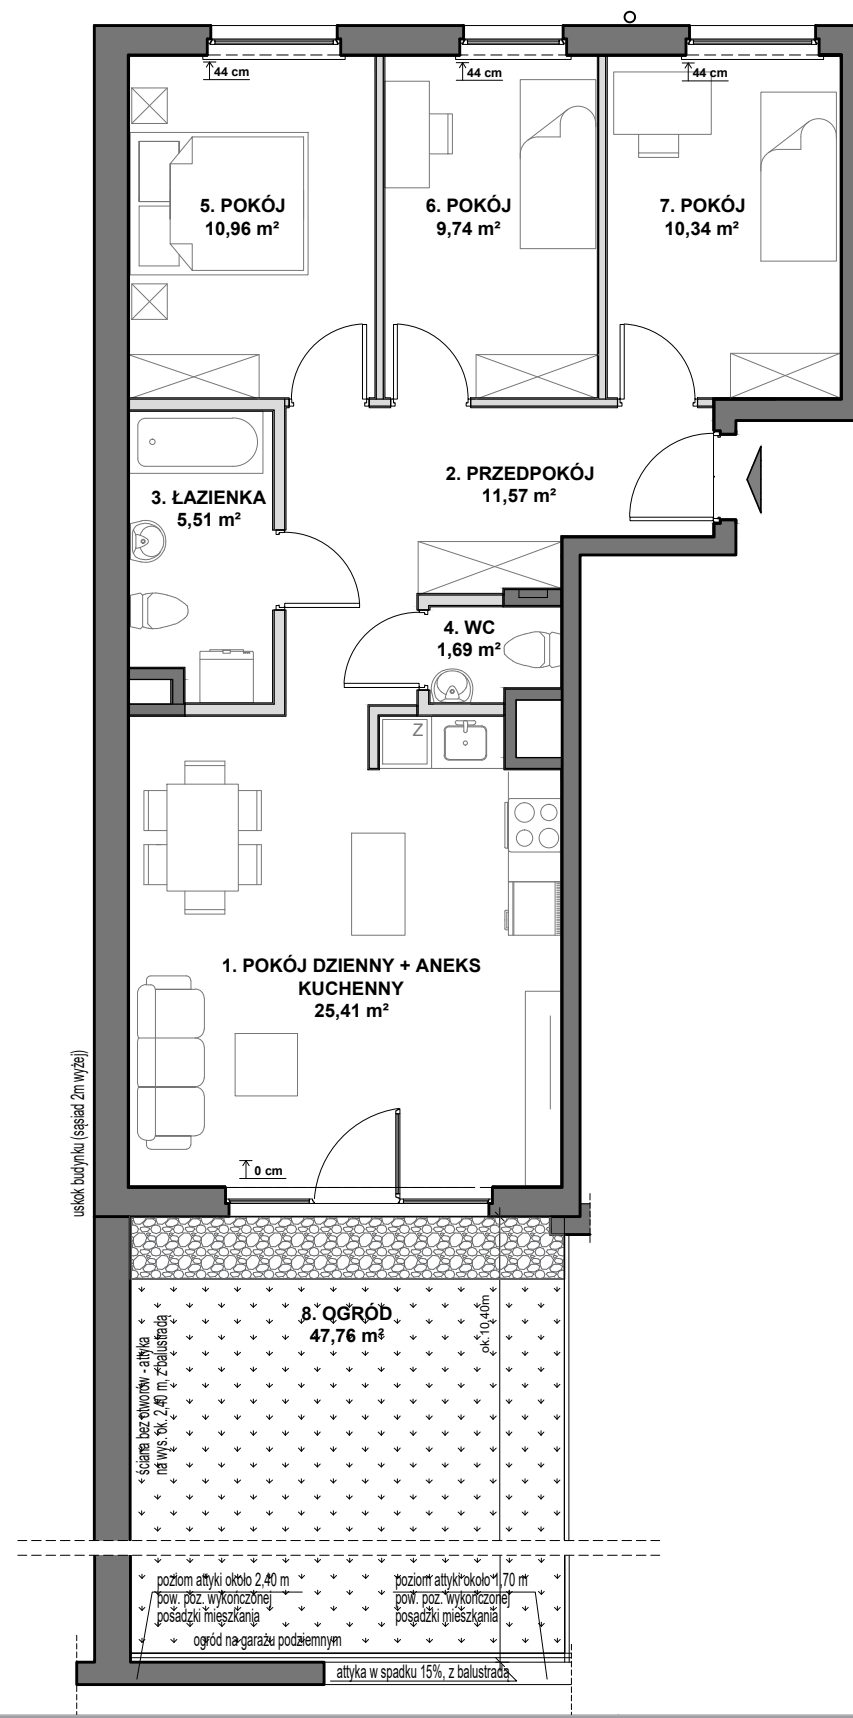 44 cm
44 cm
44 cm
5. POKÓJ
10,96 m²
6. POKÓJ
9,74 m²
7. POKÓJ
10,34 m²
2. PRZEDPOKÓJ
11,57 m²
3. ŁAZIENKA
5,51 m²
4. WC
1,69 m²
Z
1. POKÓJ DZIENNY + ANEKS
KUCHENNY
25,41 m²
uskok budynku (sąsiad 2m wyżej)
0 cm
8. OGRÓD
47,76 m²
ok.10,40m
ściana bez otworów - attyka
na wys. ok. 2,40 m, z balustradą
poziom attyki około 2,40 m
pow. poz. wykończonej
posadzki mieszkania
poziom attyki około 1,70 m
pow. poz. wykończonej
posadzki mieszkania
ogród na garażu podziemnym
attyka w spadku 15%, z balustradą